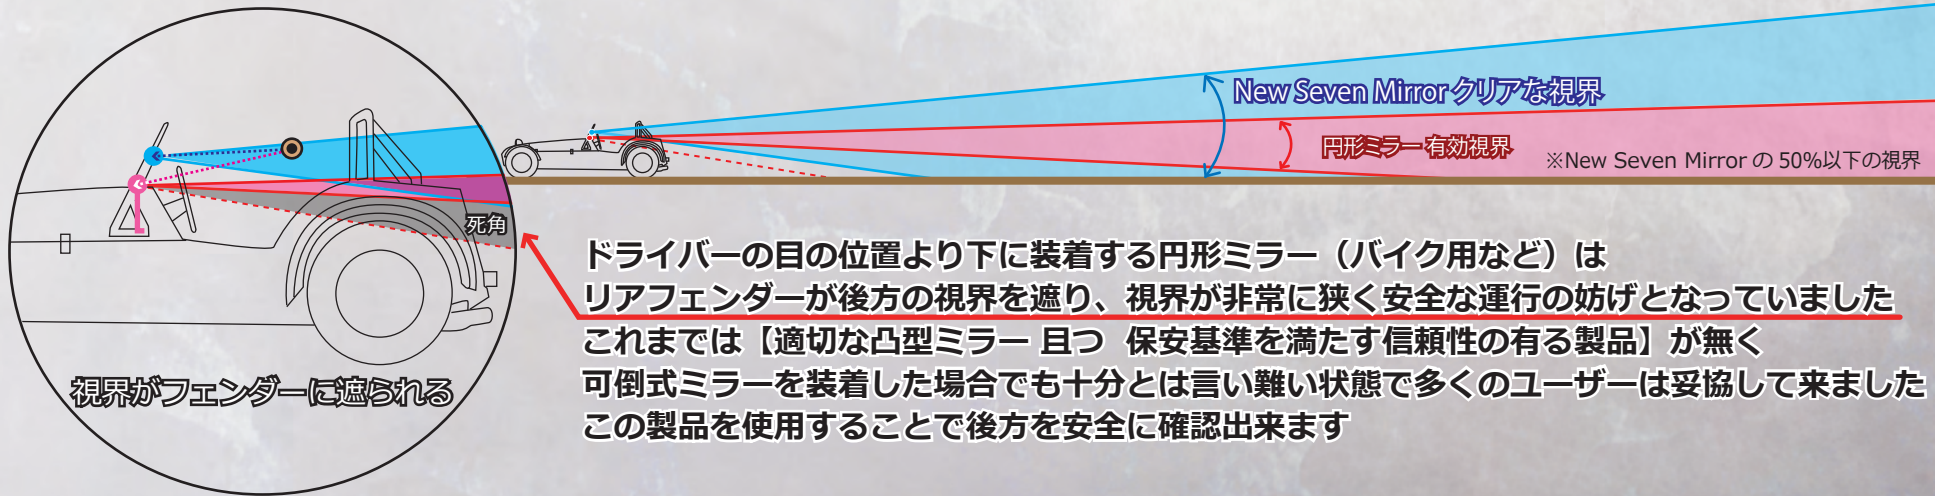 New Seven Mirror クリアな視界
円形ミラー 有効視界
※New Seven Mirror の 50%以下の視界
死角
視界がフェンダーに遮られる
ドライバーの目の位置より下に装着する円形ミラー（バイク用など）は
リアフェンダーが後方の視界を遮り、視界が非常に狭く安全な運行の妨げとなっていました
これまでは【適切な凸型ミラー 且つ 保安基準を満たす信頼性の有る製品】が無く
可倒式ミラーを装着した場合でも十分とは言い難い状態で多くのユーザーは妥協して来ました
この製品を使用することで後方を安全に確認出来ます